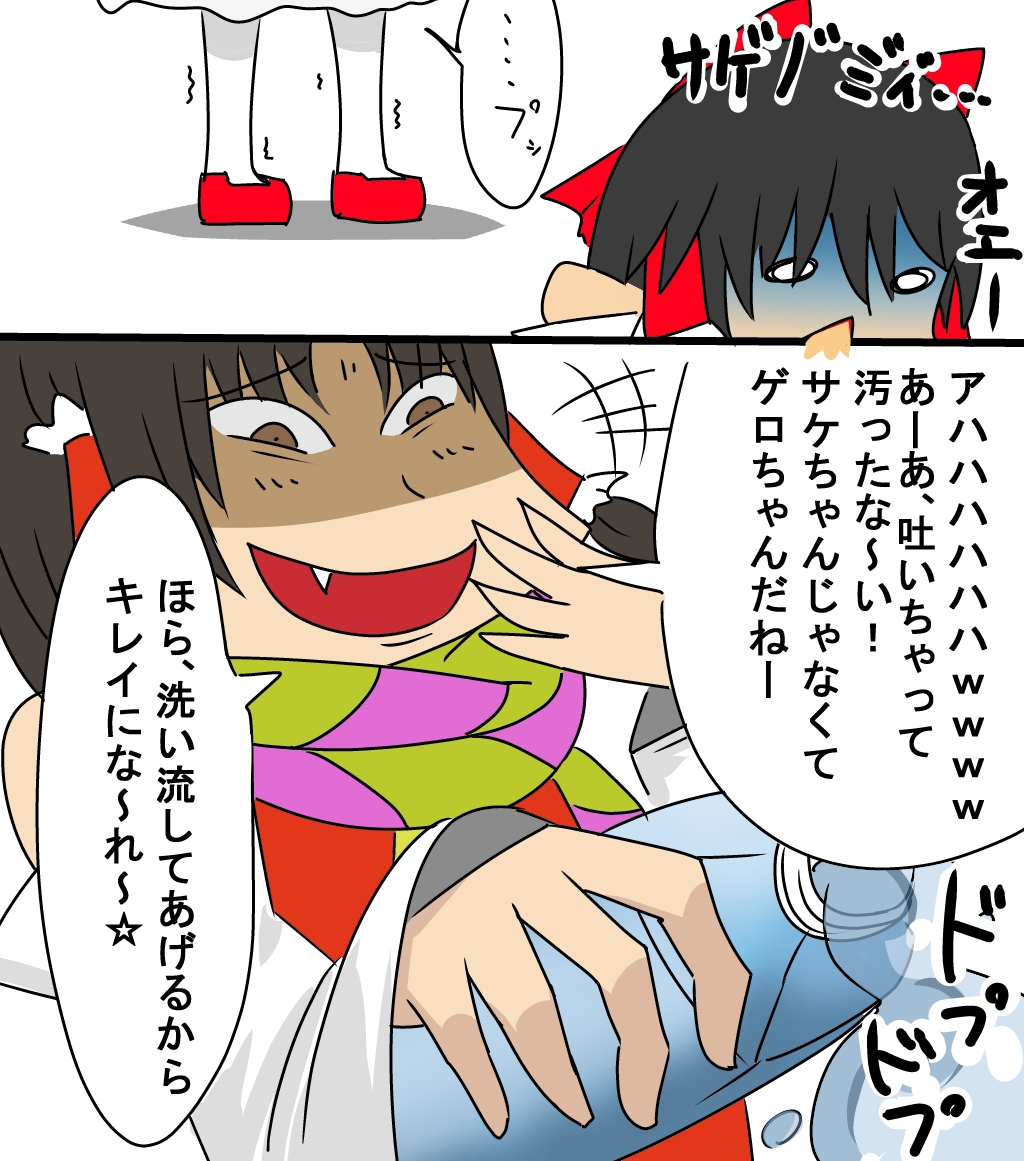 サゲノミィ…
オエー
……プッ
アハハハハハｗｗｗｗ
あーあ、吐いちゃって
汚ったな～い！
サケちゃんじゃなくて
ゲロちゃんだねー
ほら、洗い流してあげるから
キレイにな～れ～☆
ドプ
ドプ